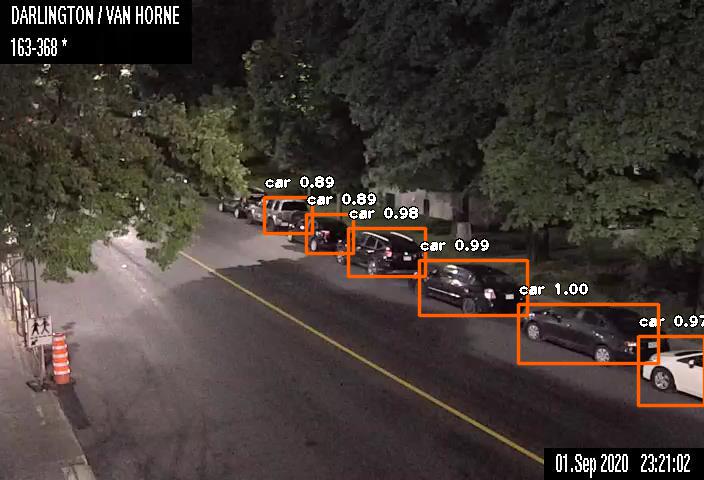 DARLINGTON / VAN HORNE
163-368 *
car 0.89
car 0.89
car 0.98
car 0.99
car 1.00
car 0.97
01.Sep 2020 23:21:02